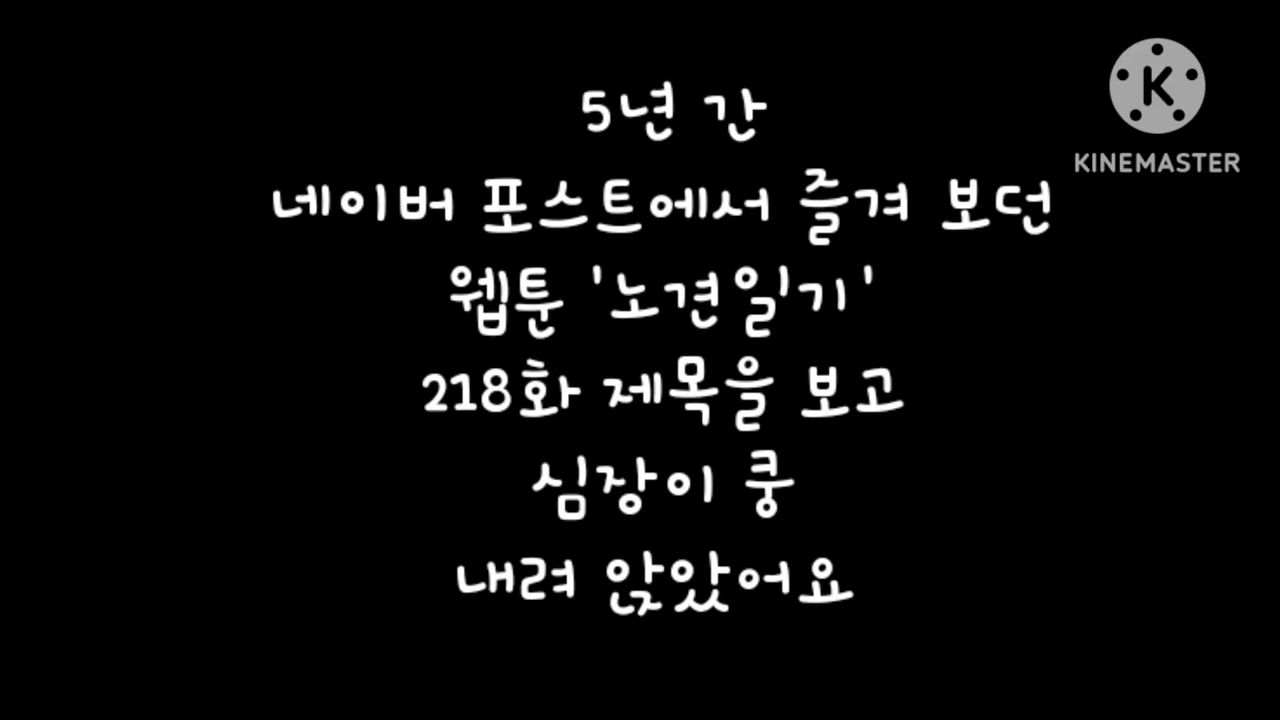 5년 간
KINEMASTER
네이버 포스트에서 즐겨 보던
웹툰 '노견일기'
218화 제목을 보고
심장이 쿵
내려 앉았어요